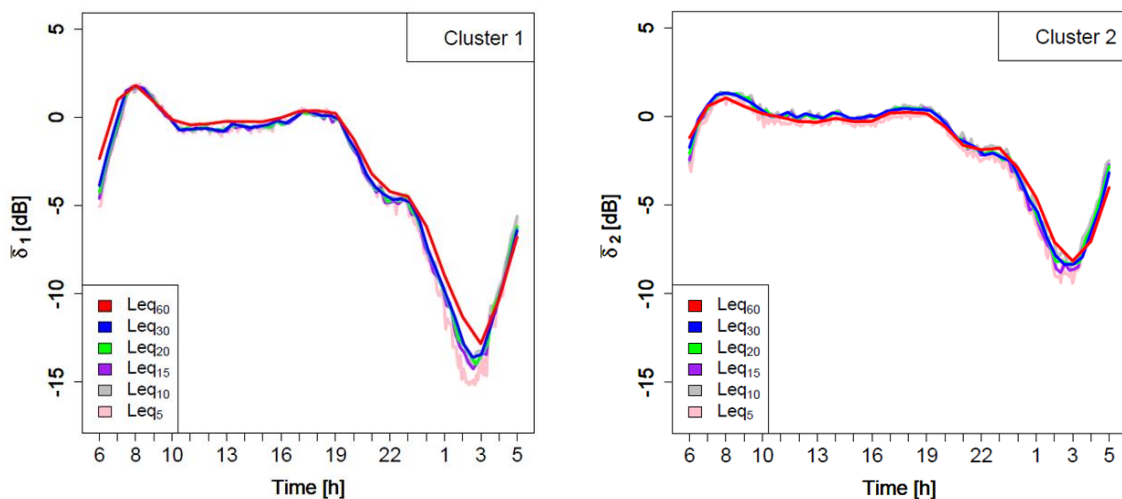 Cluster 1
5
0
-5
-10
-15
δ̅ 1 [dB]
Leq60
Leq30
Leq20
Leq15
Leq10
Leq5
6 8 10 13 16 19 22 1 3 5
Time [h]
Cluster 2
5
0
-5
-10
-15
δ̅ 2 [dB]
Leq60
Leq30
Leq20
Leq15
Leq10
Leq5
6 8 10 13 16 19 22 1 3 5
Time [h]